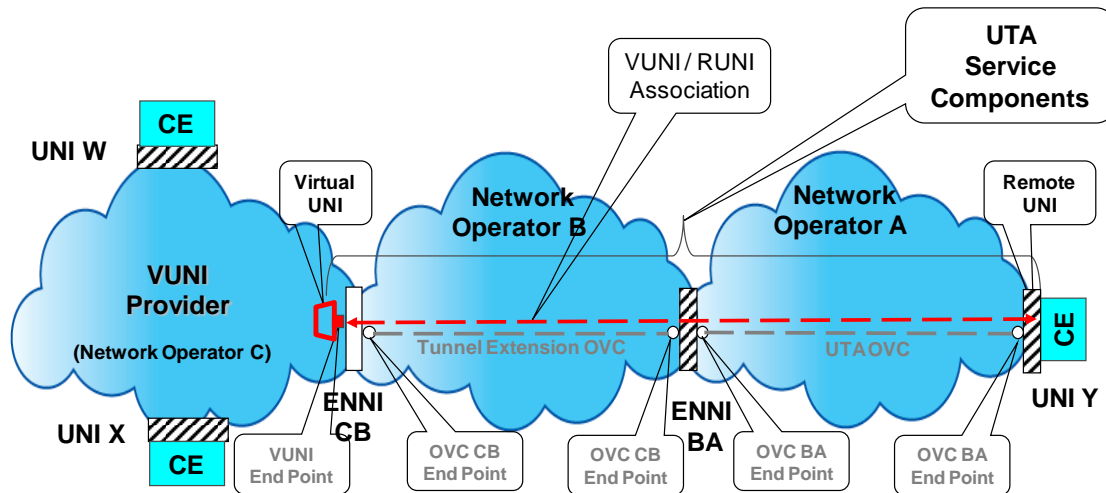 UTA
Service
Components
VUNI / RUNI
Association
CE
UNI W
Virtual
UNI
Network
Operator B
Network
Operator A
Remote
UNI
VUNI
Provider
(Network Operator C)
Tunnel Extension OVC
UTAOVC
CE
ENNI
CB
ENNI
BA
UNI Y
UNI X
CE
VUNI
End Point
OVC CB
End Point
OVC CB
End Point
OVC BA
End Point
OVC BA
End Point